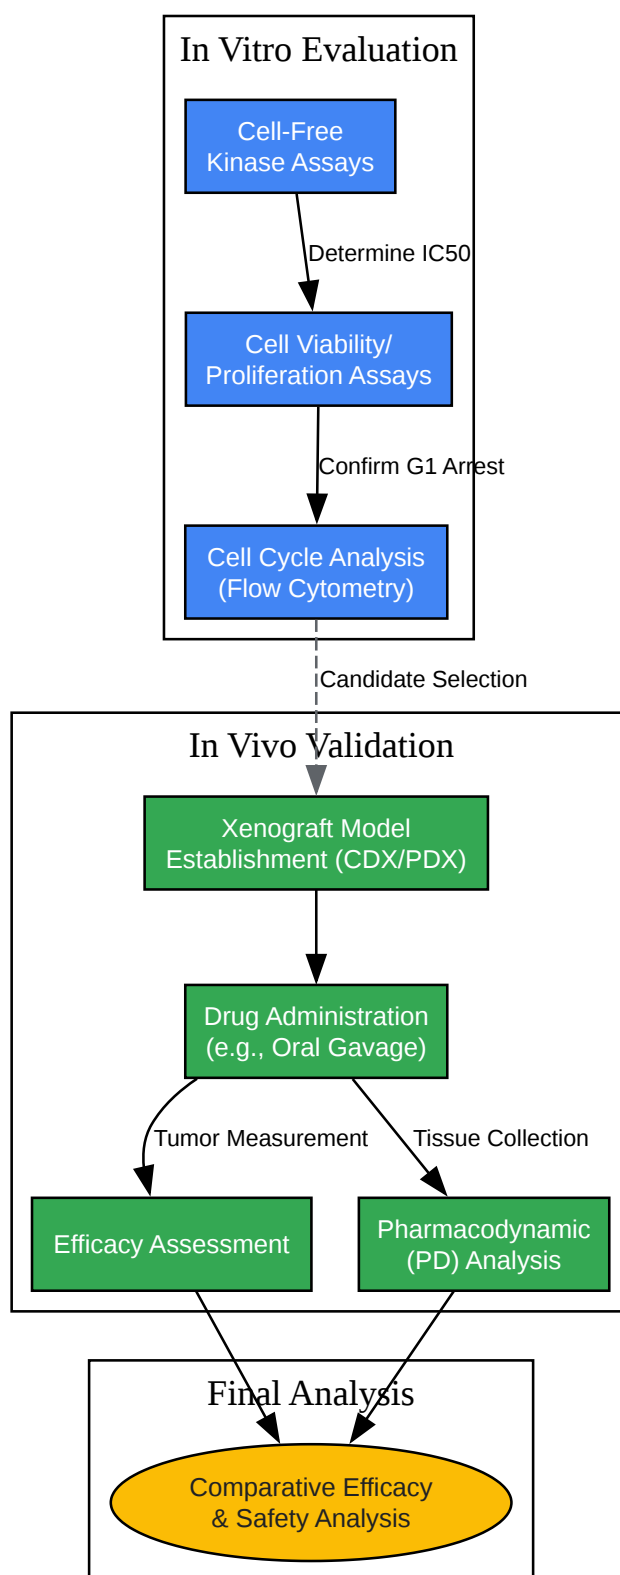 In Vitro Evaluation
Cell-Free
Kinase Assays
Determine IC50
Cell Viability/
Proliferation Assays
Confirm G1 Arrest
Cell Cycle Analysis
(Flow Cytometry)
Candidate Selection
In Vivo Validation
Xenograft Model
Establishment (CDX/PDX)
Drug Administration
(e.g., Oral Gavage)
Tumor Measurement
Tissue Collection
Efficacy Assessment
Pharmacodynamic
(PD) Analysis
Final Analysis
Comparative Efficacy
& Safety Analysis